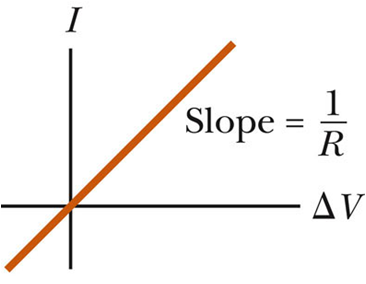 I
Slope = 1/R
ΔV